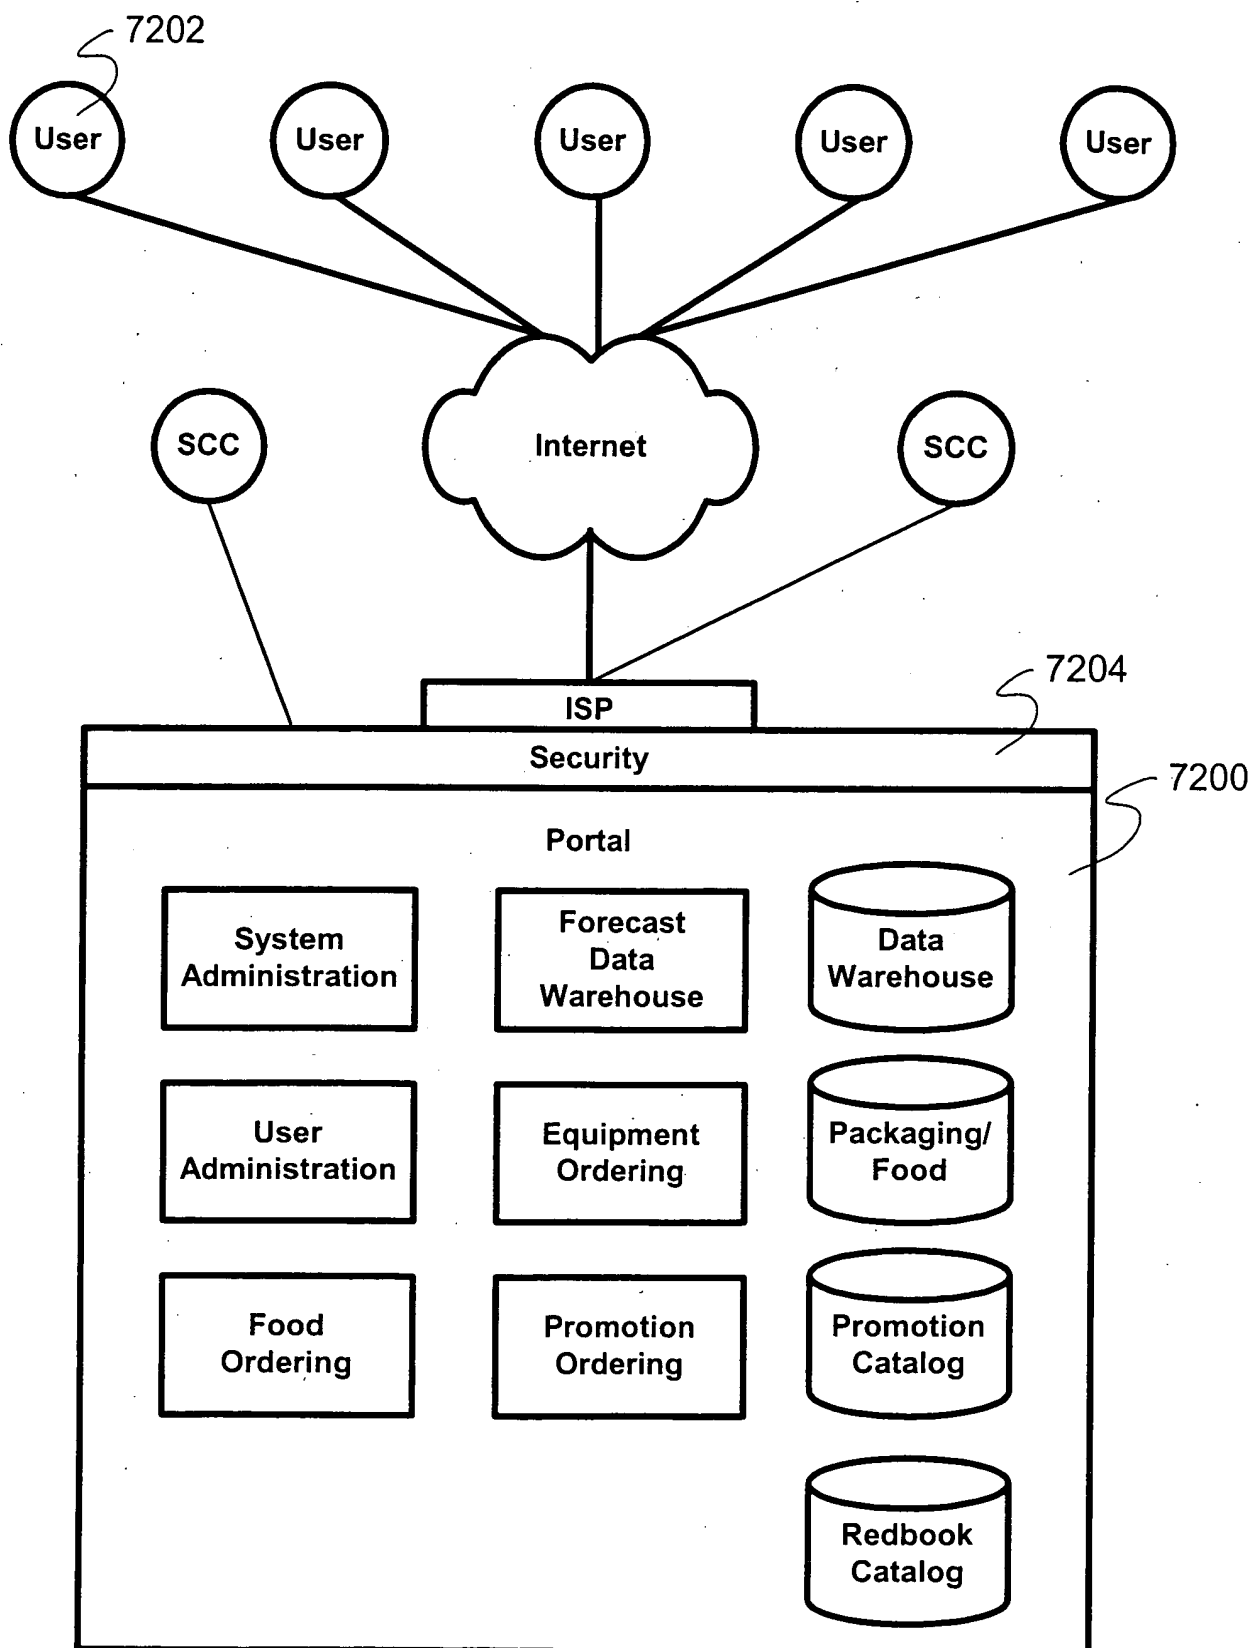 7202
User
User
User
User
User
SCC
Internet
SCC
7204
ISP
Security
7200
Portal
System
Administration
Forecast
Data
Warehouse
Data
Warehouse
User
Administration
Equipment
Ordering
Packaging/
Food
Food
Ordering
Promotion
Ordering
Promotion
Catalog
Redbook
Catalog